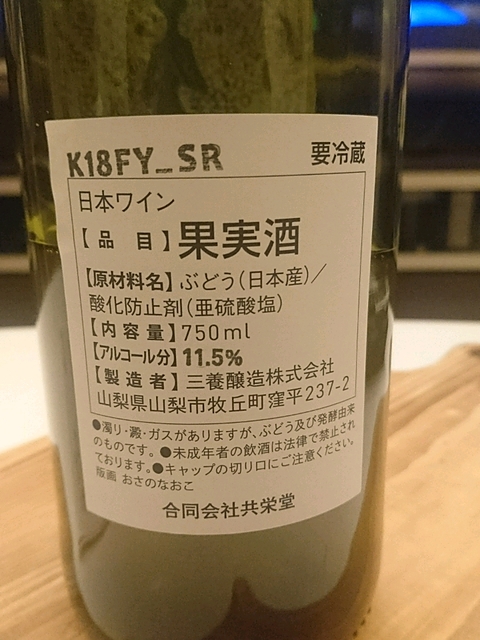 K18FY_SR
要冷蔵
日本ワイン
【品目】果実酒
【原材料名】ぶどう(日本産)／
酸化防止剤(亜硫酸塩)
【内容量】750ml
【アルコール分】11.5%
【製造者】三養醸造株式会社
山梨県山梨市牧丘町窪平237-2
●濁り・澱・ガスがありますが、ぶどう及び発酵由来
のものです。●未成年者の飲酒は法律で禁止され
ております。●キャップの切り口にご注意ください。
版画 おさのなおこ
合同会社共栄堂